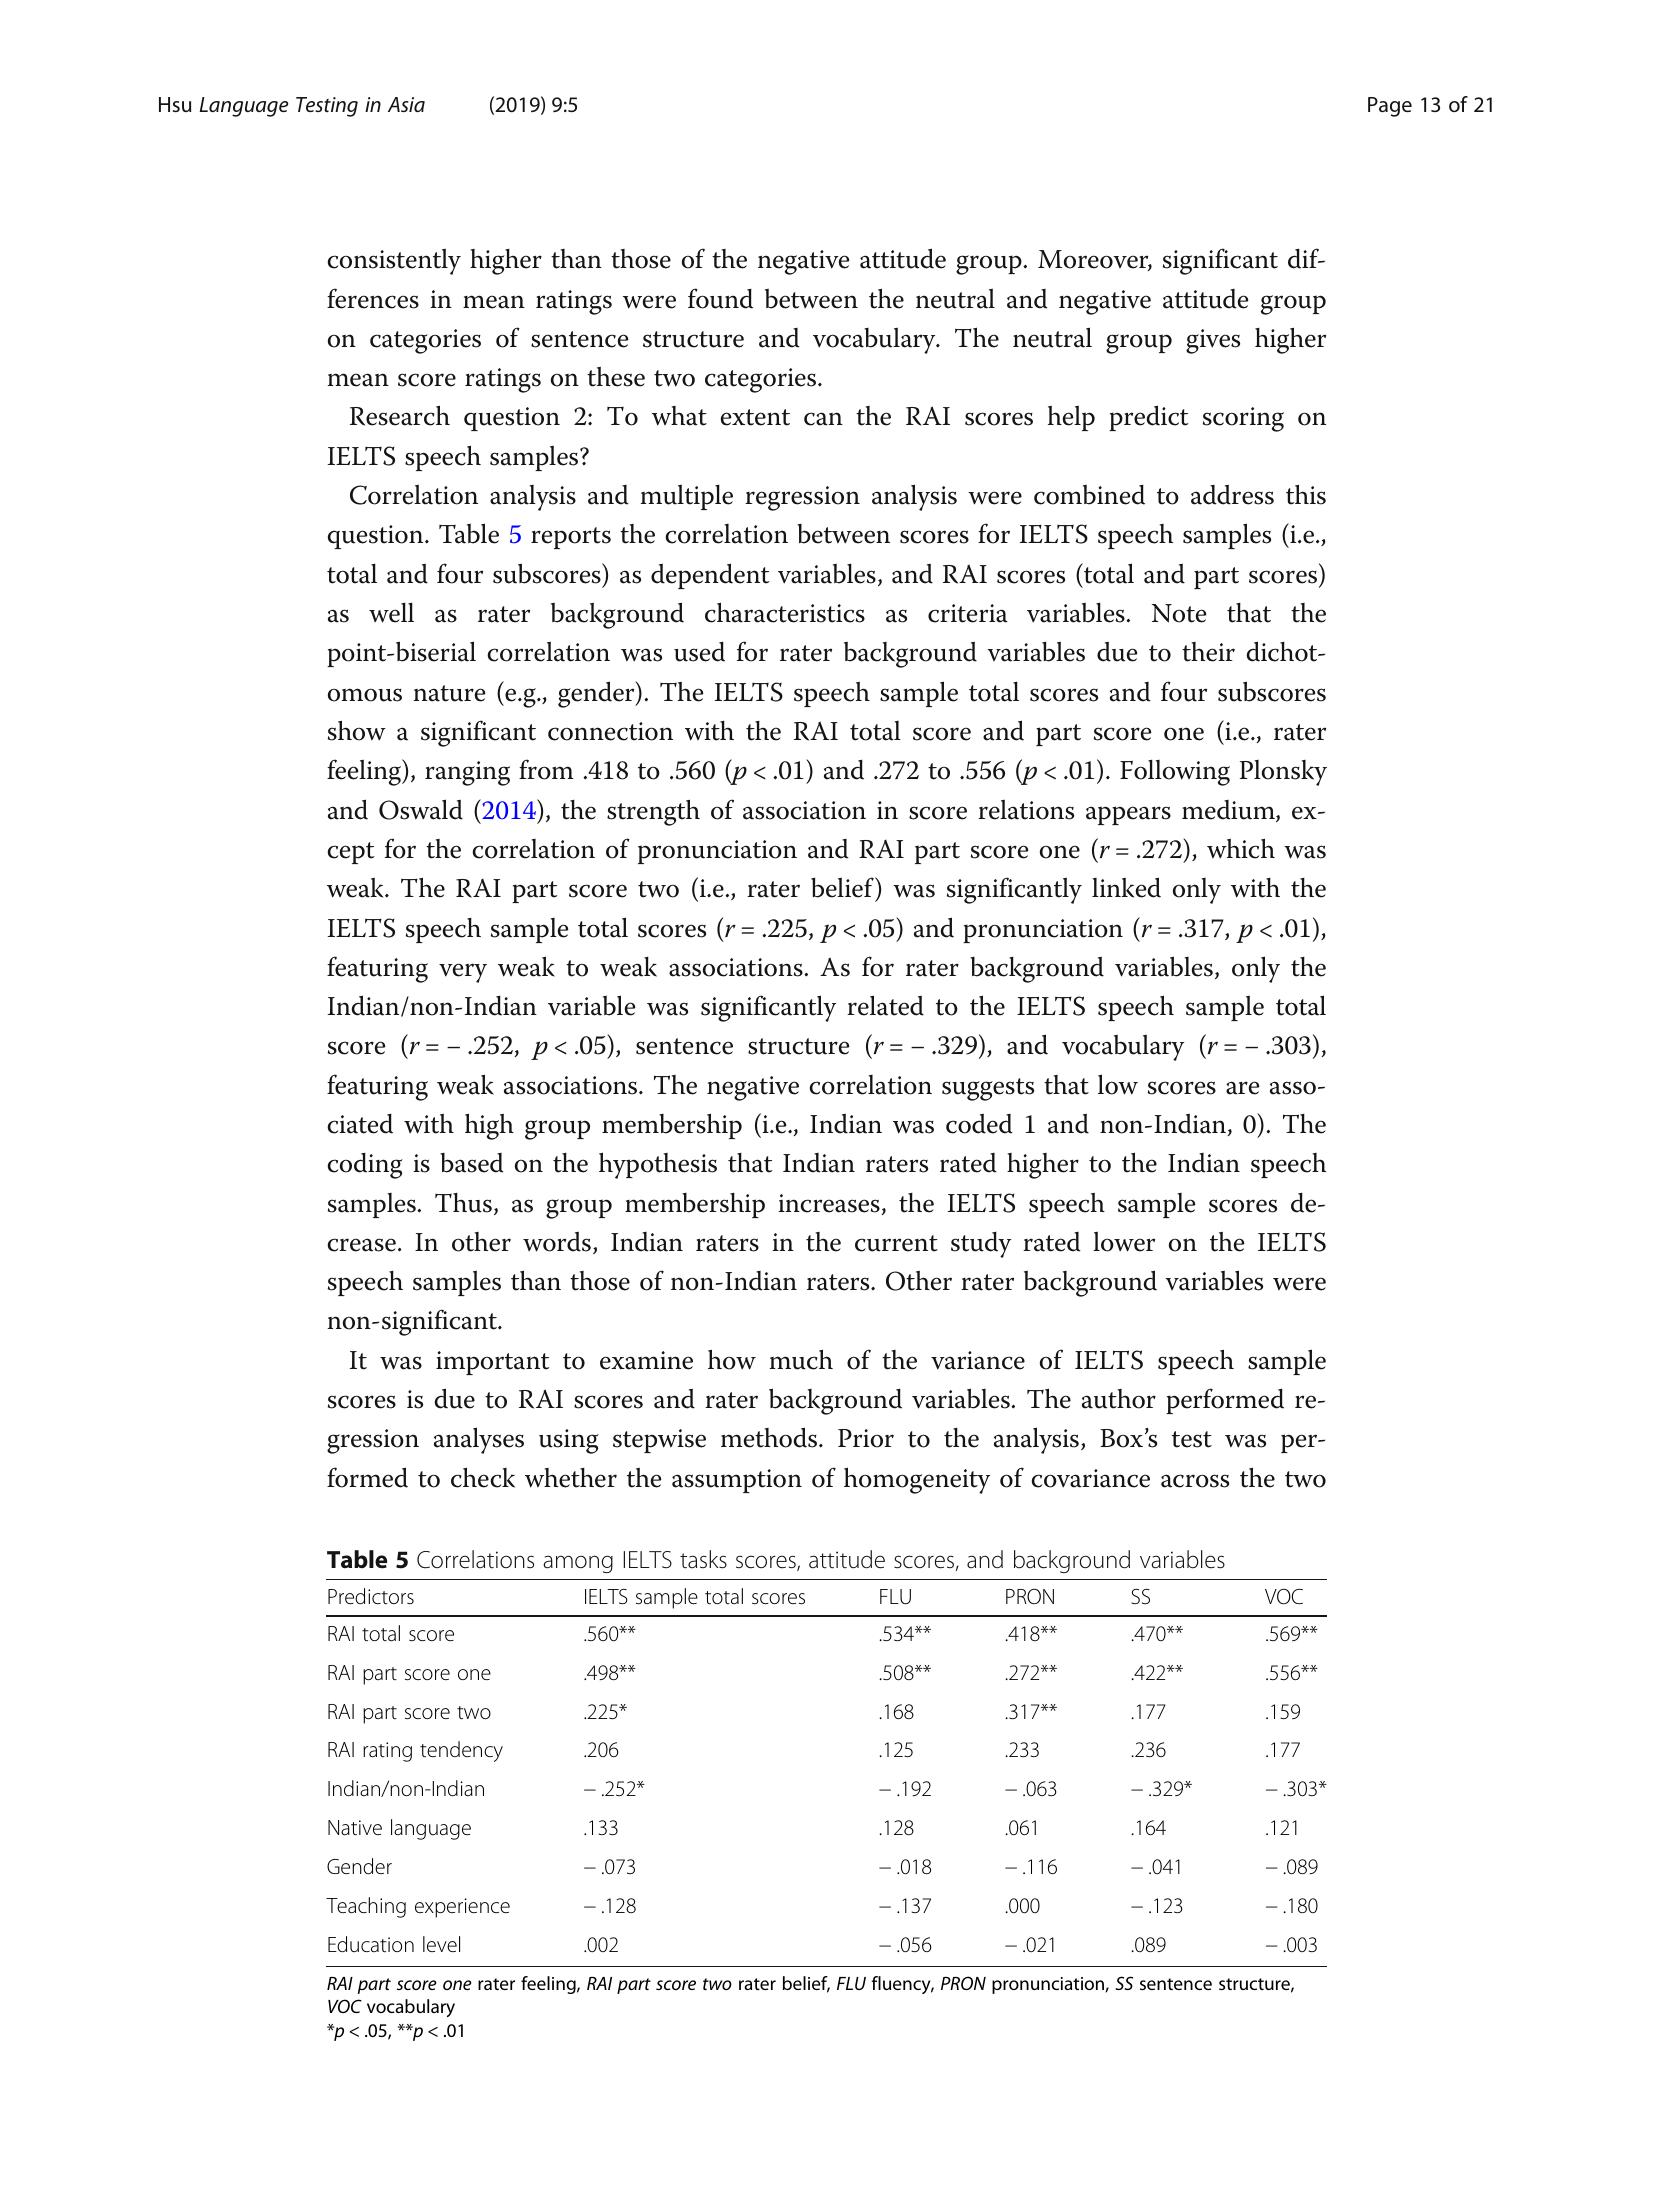 Hsu Language Testing in Asia (2019) 9:5 Page 13 of 21
consistently higher than those of the negative attitude group. Moreover, significant dif-
ferences in mean ratings were found between the neutral and negative attitude group
on categories of sentence structure and vocabulary. The neutral group gives higher
mean score ratings on these two categories.
Research question 2: To what extent can the RAI scores help predict scoring on
IELTS speech samples?
Correlation analysis and multiple regression analysis were combined to address this
question. Table 5 reports the correlation between scores for IELTS speech samples (i.e.,
total and four subscores) as dependent variables, and RAI scores (total and part scores)
as well as rater background characteristics as criteria variables. Note that the
point-biserial correlation was used for rater background variables due to their dichot-
omous nature (e.g., gender). The IELTS speech sample total scores and four subscores
show a significant connection with the RAI total score and part score one (i.e., rater
feeling), ranging from .418 to .560 (p < .01) and .272 to .556 (p < .01). Following Plonsky
and Oswald (2014), the strength of association in score relations appears medium, ex-
cept for the correlation of pronunciation and RAI part score one (r = .272), which was
weak. The RAI part score two (i.e., rater belief) was significantly linked only with the
IELTS speech sample total scores (r = .225, p < .05) and pronunciation (r = .317, p < .01),
featuring very weak to weak associations. As for rater background variables, only the
Indian/non-Indian variable was significantly related to the IELTS speech sample total
score (r = − .252, p < .05), sentence structure (r = − .329), and vocabulary (r = − .303),
featuring weak associations. The negative correlation suggests that low scores are asso-
ciated with high group membership (i.e., Indian was coded 1 and non-Indian, 0). The
coding is based on the hypothesis that Indian raters rated higher to the Indian speech
samples. Thus, as group membership increases, the IELTS speech sample scores de-
crease. In other words, Indian raters in the current study rated lower on the IELTS
speech samples than those of non-Indian raters. Other rater background variables were
non-significant.
It was important to examine how much of the variance of IELTS speech sample
scores is due to RAI scores and rater background variables. The author performed re-
gression analyses using stepwise methods. Prior to the analysis, Box’s test was per-
formed to check whether the assumption of homogeneity of covariance across the two
Table 5 Correlations among IELTS tasks scores, attitude scores, and background variables
Predictors IELTS sample total scores FLU PRON SS VOC
RAI total score .560** .534** .418** .470** .569**
RAI part score one .498** .508** .272** .422** .556**
RAI part score two .225* .168 .317** .177 .159
RAI rating tendency .206 .125 .233 .236 .177
Indian/non-Indian − .252* − .192 − .063 − .329* − .303*
Native language .133 .128 .061 .164 .121
Gender − .073 − .018 − .116 − .041 − .089
Teaching experience − .128 − .137 .000 − .123 − .180
Education level .002 − .056 − .021 .089 − .003
RAI part score one rater feeling, RAI part score two rater belief, FLU fluency, PRON pronunciation, SS sentence structure,
VOC vocabulary
*p < .05, **p < .01